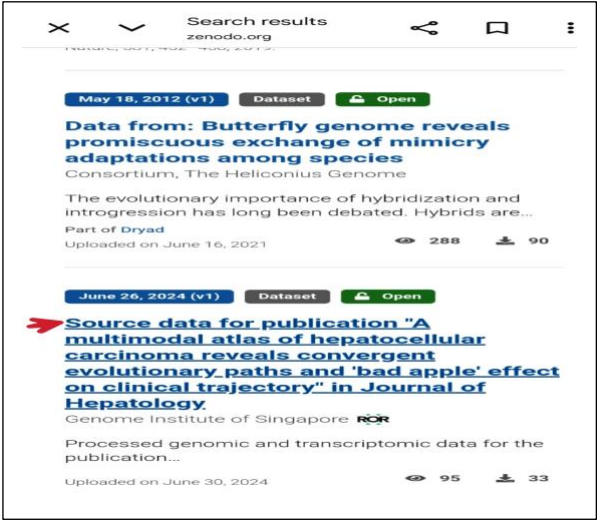 Search results
zenodo.org
Nature, 551, 452–456, 2019.
May 18, 2012 (v1) Dataset Open
Data from: Butterfly genome reveals
promiscuous exchange of mimicry
adaptations among species
Consortium, The Heliconius Genome
The evolutionary importance of hybridization and
introgression has long been debated. Hybrids are...
Part of Dryad
Uploaded on June 16, 2021 288 90
June 26, 2024 (v1) Dataset Open
Source data for publication "A
multimodal atlas of hepatocellular
carcinoma reveals convergent
evolutionary paths and 'bad apple' effect
on clinical trajectory" in Journal of
Hepatology
Genome Institute of Singapore ROR
Processed genomic and transcriptomic data for the
publication...
Uploaded on June 30, 2024 95 33